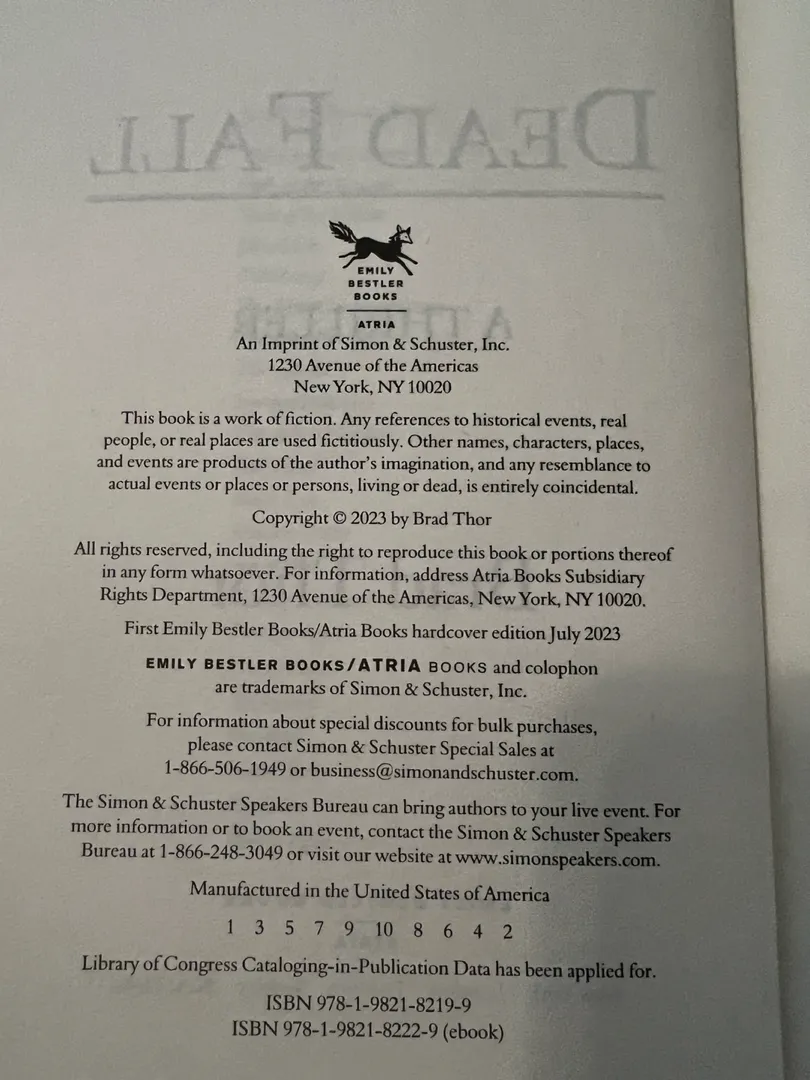 DEAD FALL
EMILY
BESTLER
BOOKS
ATRIA
An Imprint of Simon & Schuster, Inc.
1230 Avenue of the Americas
New York, NY 10020
This book is a work of fiction. Any references to historical events, real
people, or real places are used fictitiously. Other names, characters, places,
and events are products of the author's imagination, and any resemblance to
actual events or places or persons, living or dead, is entirely coincidental.
Copyright © 2023 by Brad Thor
All rights reserved, including the right to reproduce this book or portions thereof
in any form whatsoever. For information, address Atria Books Subsidiary
Rights Department, 1230 Avenue of the Americas, New York, NY 10020.
First Emily Bestler Books/Atria Books hardcover edition July 2023
EMILY BESTLER BOOKS/ATRIA BOOKS and colophon
are trademarks of Simon & Schuster, Inc.
For information about special discounts for bulk purchases,
please contact Simon & Schuster Special Sales at
1-866-506-1949 or business@simonandschuster.com.
The Simon & Schuster Speakers Bureau can bring authors to your live event. For
more information or to book an event, contact the Simon & Schuster Speakers
Bureau at 1-866-248-3049 or visit our website at www.simonspeakers.com.
Manufactured in the United States of America
1 3 5 7 9 10 8 6 4 2
Library of Congress Cataloging-in-Publication Data has been applied for.
ISBN 978-1-9821-8219-9
ISBN 978-1-9821-8222-9 (ebook)